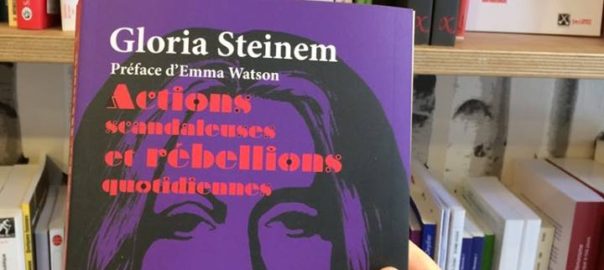 Gloria Steinem
Préface d'Emma Watson
Actions
scandaleuses
et rébellions
quotidiennes